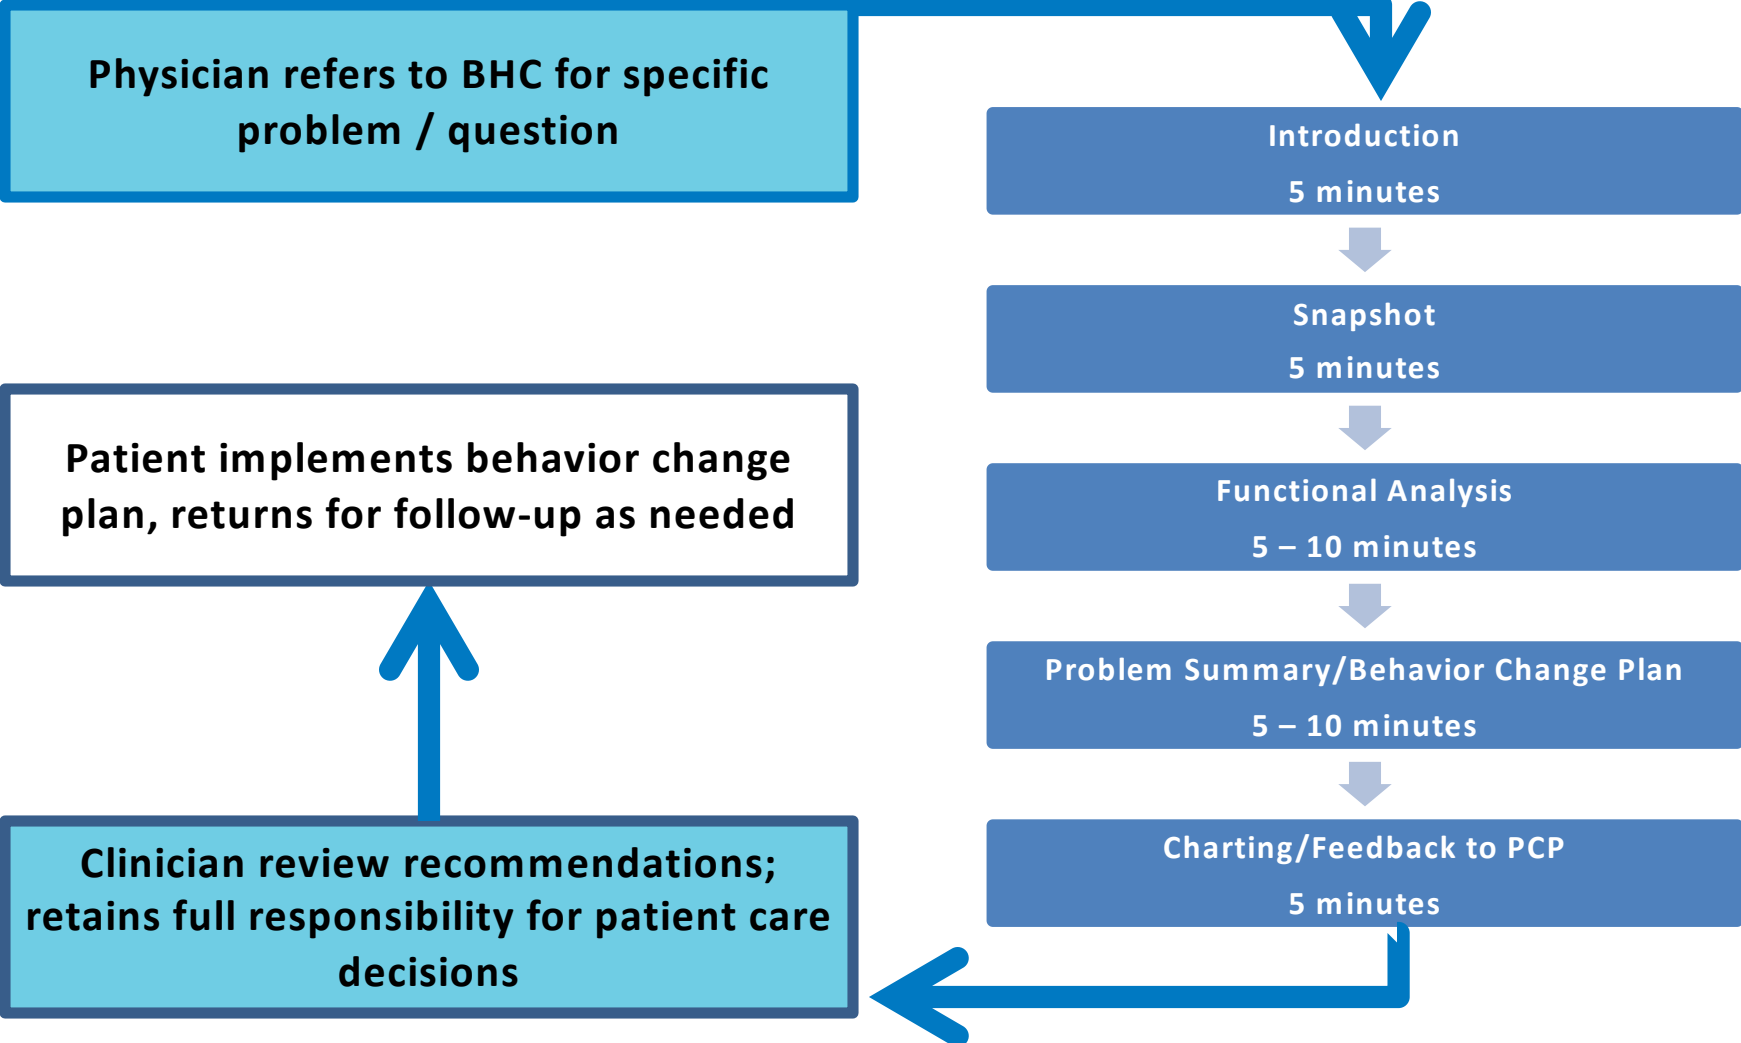 Physician refers to BHC for specific
problem / question
Introduction
5 minutes
Snapshot
5 minutes
Functional Analysis
5 – 10 minutes
Problem Summary/Behavior Change Plan
5 – 10 minutes
Charting/Feedback to PCP
5 minutes
Clinician review recommendations;
retains full responsibility for patient care
decisions
Patient implements behavior change
plan, returns for follow-up as needed